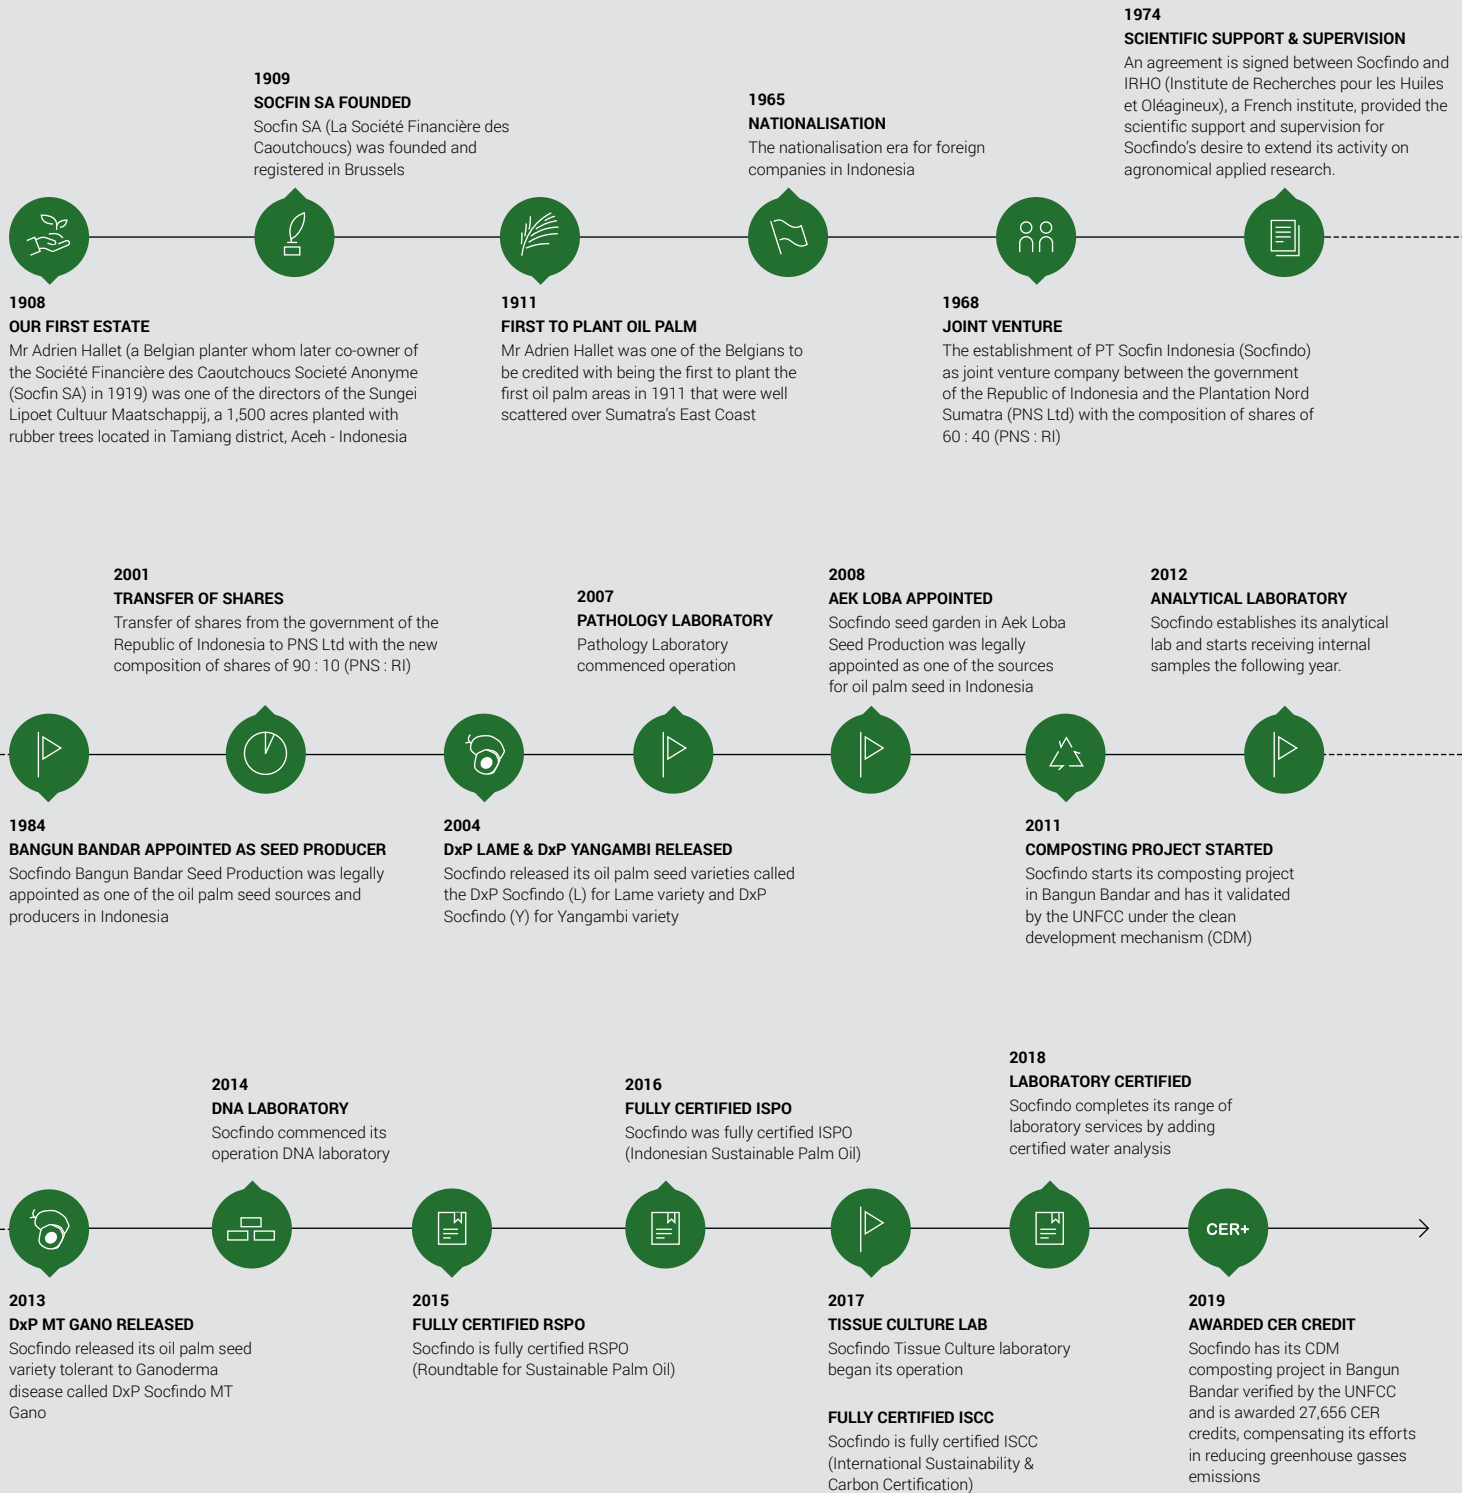 1908
OUR FIRST ESTATE
Mr Adrien Hallet (a Belgian planter whom later co-owner of
the Société Financière des Caoutchoucs Societé Anonyme
(Socfin SA) in 1919) was one of the directors of the Sungei
Lipoet Cultuur Maatschappij, a 1,500 acres planted with
rubber trees located in Tamiang district, Aceh - Indonesia
1909
SOCFIN SA FOUNDED
Socfin SA (La Société Financière des
Caoutchoucs) was founded and
registered in Brussels
1911
FIRST TO PLANT OIL PALM
Mr Adrien Hallet was one of the Belgians to
be credited with being the first to plant the
first oil palm areas in 1911 that were well
scattered over Sumatra's East Coast
1965
NATIONALISATION
The nationalisation era for foreign
companies in Indonesia
1968
JOINT VENTURE
The establishment of PT Socfin Indonesia (Socfindo)
as joint venture company between the government
of the Republic of Indonesia and the Plantation Nord
Sumatra (PNS Ltd) with the composition of shares of
60 : 40 (PNS : RI)
1974
SCIENTIFIC SUPPORT & SUPERVISION
An agreement is signed between Socfindo and
IRHO (Institute de Recherches pour les Huiles
et Oléagineux), a French institute, provided the
scientific support and supervision for
Socfindo's desire to extend its activity on
agronomical applied research.
1984
BANGUN BANDAR APPOINTED AS SEED PRODUCER
Socfindo Bangun Bandar Seed Production was legally
appointed as one of the oil palm seed sources and
producers in Indonesia
2001
TRANSFER OF SHARES
Transfer of shares from the government of the
Republic of Indonesia to PNS Ltd with the new
composition of shares of 90 : 10 (PNS : RI)
2004
DxP LAME & DxP YANGAMBI RELEASED
Socfindo released its oil palm seed varieties called
the DxP Socfindo (L) for Lame variety and DxP
Socfindo (Y) for Yangambi variety
2007
PATHOLOGY LABORATORY
Pathology Laboratory
commenced operation
2008
AEK LOBA APPOINTED
Socfindo seed garden in Aek Loba
Seed Production was legally
appointed as one of the sources
for oil palm seed in Indonesia
2011
COMPOSTING PROJECT STARTED
Socfindo starts its composting project
in Bangun Bandar and has it validated
by the UNFCC under the clean
development mechanism (CDM)
2012
ANALYTICAL LABORATORY
Socfindo establishes its analytical
lab and starts receiving internal
samples the following year.
2013
DxP MT GANO RELEASED
Socfindo released its oil palm seed
variety tolerant to Ganoderma
disease called DxP Socfindo MT
Gano
2014
DNA LABORATORY
Socfindo commenced its
operation DNA laboratory
2015
FULLY CERTIFIED RSPO
Socfindo is fully certified RSPO
(Roundtable for Sustainable Palm Oil)
2016
FULLY CERTIFIED ISPO
Socfindo was fully certified ISPO
(Indonesian Sustainable Palm Oil)
2017
TISSUE CULTURE LAB
Socfindo Tissue Culture laboratory
began its operation
FULLY CERTIFIED ISCC
Socfindo is fully certified ISCC
(International Sustainability &
Carbon Certification)
2018
LABORATORY CERTIFIED
Socfindo completes its range of
laboratory services by adding
certified water analysis
CER+
2019
AWARDED CER CREDIT
Socfindo has its CDM
composting project in Bangun
Bandar verified by the UNFCC
and is awarded 27,656 CER
credits, compensating its efforts
in reducing greenhouse gasses
emissions